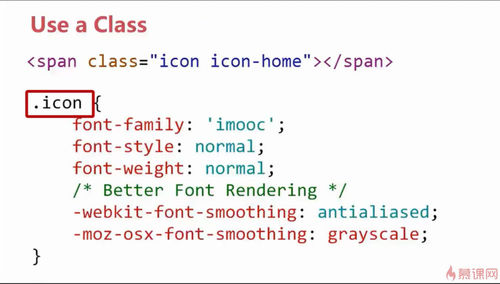 Use a Class
<span class="icon icon-home"></span>
.icon {
font-family: 'imooc';
font-style: normal;
font-weight: normal;
/* Better Font Rendering */
-webkit-font-smoothing: antialiased;
-moz-osx-font-smoothing: grayscale;
}
慕课网